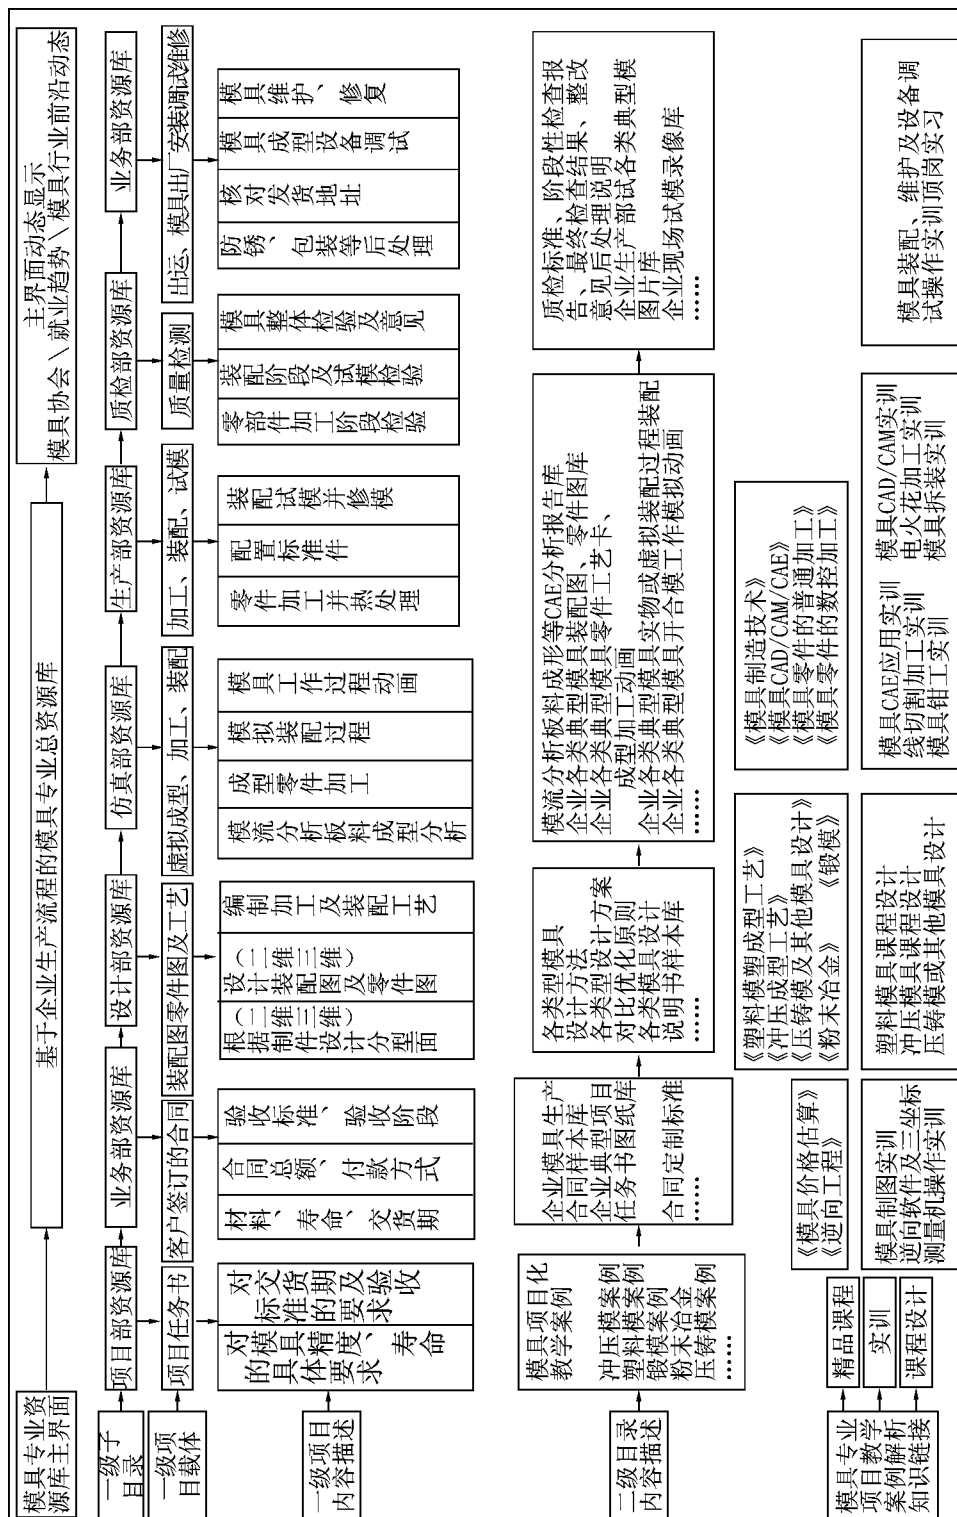 模具专业资
源库主界面
基于企业生产流程的模具专业总资源库
主界面动态显示
模具协会\就业趋势\模具行业前沿动态
一级子
目录
项目部资源库
业务部资源库
设计部资源库
仿真部资源库
生产部资源库
质检部资源库
业务部资源库
一级项
目载体
项目任务书
客户签订的合同
装配图零件图及工艺
虚拟成型、加工、装配
加工、装配、试模
质量检测
出运、模具出厂安装调试维修
一级项目
内容描述
对模具精度、寿命
的具体要求
对交货期及验收
标准的要求
材料、寿命、交货期
合同总额、付款方式
验收标准、验收阶段
根据制件设计分型面
(二维三维)
设计装配图及零件图
(二维三维)
编制加工及装配工艺
模流分析板料成型分析
成型零件加工
模拟装配过程
模具工作过程动画
零件加工并热处理
配置标准件
装配试模并修模
零部件加工阶段检验
装配阶段及试模检验
模具整体检验及意见
防锈、包装等后处理
核对发货地址
模具成型设备调试
模具维护、修复
二级目录
内容描述
模具项目化
教学案例
冲压模案例
塑料模案例
锻模案例
粉末冶金
压铸模案例
……
企业模具生产
合同样本库
企业典型项目
任务书图纸库
合同定制标准
……
各类型模具
设计方法
各类型设计方案
对比优化原则
各类模具设计
说明书样本库
……
模流分析板料成形等CAE分析报告库
企业各类典型模具装配图、零件图库
企业各类典型模具零件工艺卡、
成型加工动画
企业各类典型模具实物或虚拟装配过程装配
企业各类典型模具开合模工作模拟动画
……
质检标准、阶段性检查报
告、最终检查结果、整改
意见后处理说明
企业生产部试各类典型模
图片库
企业现场试模录像库
……
模具专业
项目教学
案例解析
知识链接
精品课程
实训
课程设计
《模具价格估算》
《逆向工程》
《塑料模塑成型工艺》
《冲压成型工艺》
《压铸模及其他模具设计》
《粉末冶金》 《锻模》
《模具制造技术》
《模具CAD/CAM/CAE》
《模具零件的普通加工》
《模具零件的数控加工》
模具制图实训
逆向软件及三坐标
测量机操作实训
塑料模具课程设计
冲压模具课程设计
压铸模或其他模具设计
模具CAE应用实训 模具CAD/CAM实训
线切割加工实训 电火花加工实训
模具钳工实训 模具拆装实训
模具装配、维护及设备调
试操作实训顶岗实习